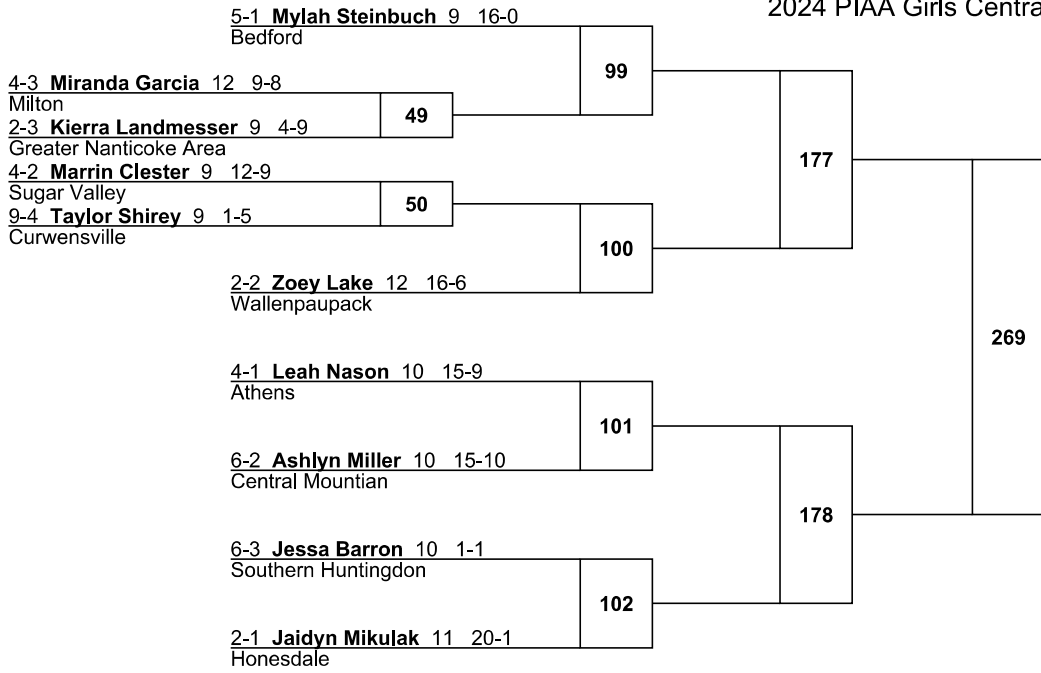 2024 PIAA Girls Centra
5-1 Mylah Steinbuch 9 16-0
Bedford
99
4-3 Miranda Garcia 12 9-8
Milton
49
2-3 Kierra Landmesser 9 4-9
Greater Nanticoke Area
177
4-2 Marrin Clester 9 12-9
Sugar Valley
50
9-4 Taylor Shirey 9 1-5
Curwensville
100
2-2 Zoey Lake 12 16-6
Wallenpaupack
269
4-1 Leah Nason 10 15-9
Athens
101
6-2 Ashlyn Miller 10 15-10
Central Mountian
178
6-3 Jessa Barron 10 1-1
Southern Huntingdon
102
2-1 Jaidyn Mikulak 11 20-1
Honesdale